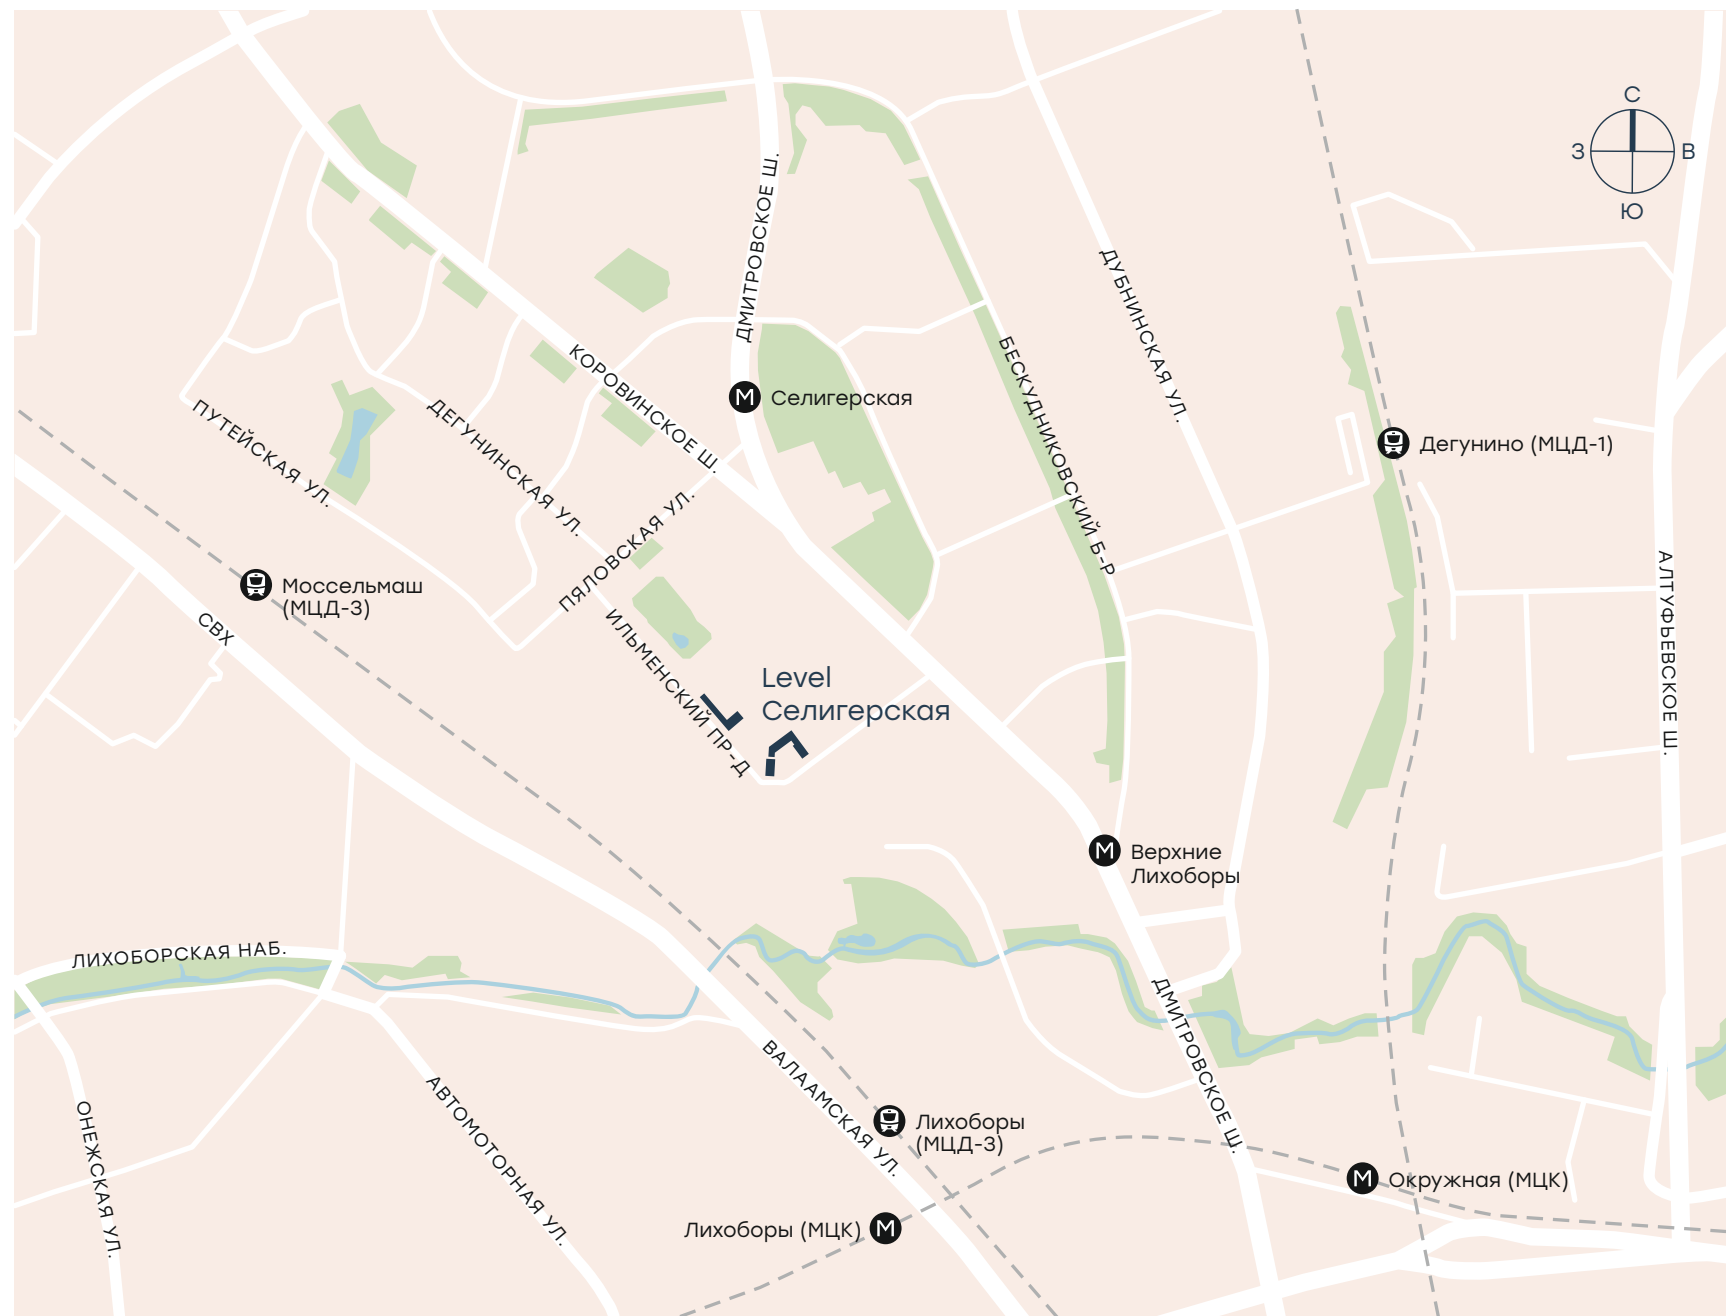 С
З
В
Ю
ДМИТРОВСКОЕ Ш.
ДУБНИНСКАЯ УЛ.
КОРОВИНСКОЕ Ш.
БЕСКУДНИКОВСКИЙ Б-Р
Селигерская
ПУТЕЙСКАЯ УЛ.
ДЕГУНИНСКАЯ УЛ.
Дегунино (МЦД-1)
ПЯЛОВСКАЯ УЛ.
АЛТУФЬЕВСКОЕ Ш.
Моссельмаш
(МЦД-3)
СВХ
ИЛЬМЕНСКИЙ ПР-Д
Level
Селигерская
Верхние
Лихоборы
ЛИХОБОРСКАЯ НАБ.
ДМИТРОВСКОЕ Ш.
ВАЛААМСКАЯ УЛ.
АВТОМОТОРНАЯ УЛ.
ОНЕЖСКАЯ УЛ.
Лихоборы
(МЦД-3)
Окружная (МЦК)
Лихоборы (МЦК)
М
М
М
М